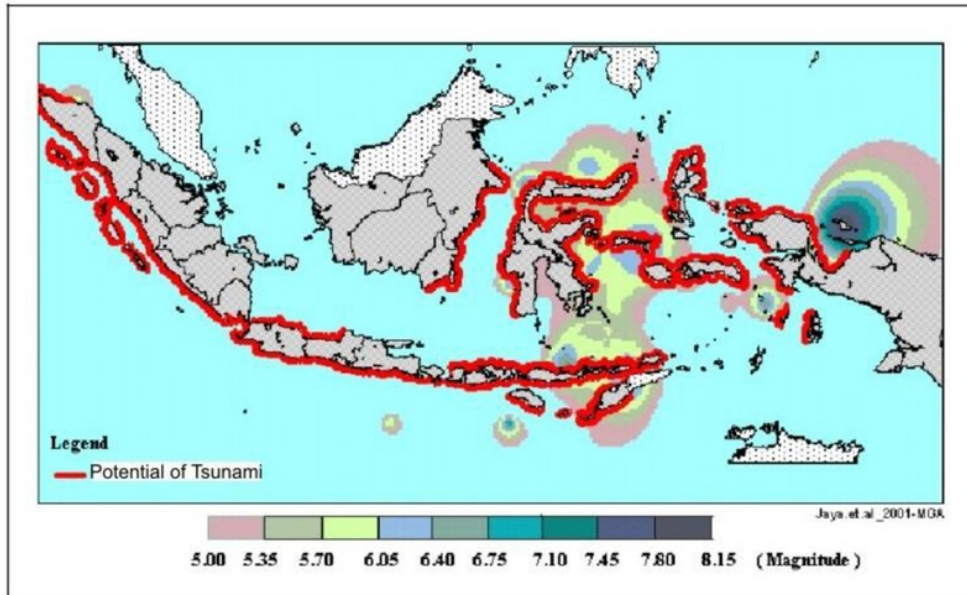 Legend
Potential of Tsunami
Jaya.et.al_2001-MGA
5.00 5.35 5.70 6.05 6.40 6.75 7.10 7.45 7.80 8.15 ( Magnitude )